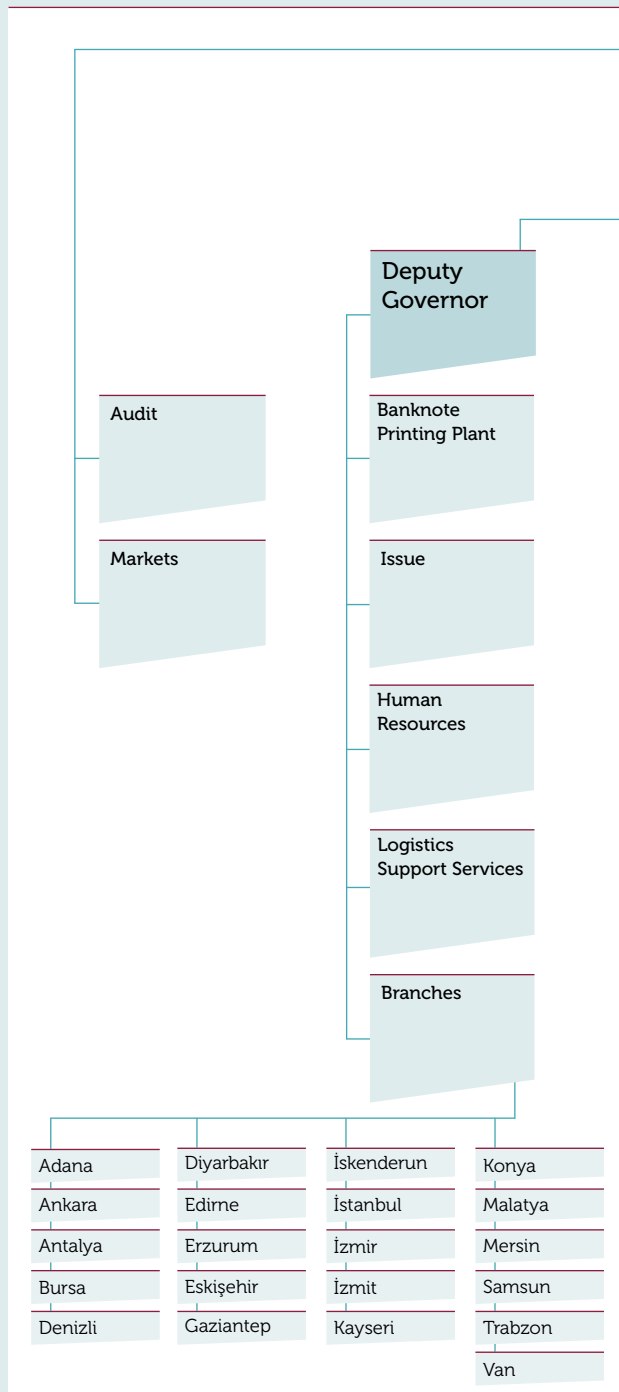 Deputy
Governor
Audit
Banknote
Printing Plant
Markets
Issue
Human
Resources
Logistics
Support Services
Branches
Adana
Ankara
Antalya
Bursa
Denizli
Diyarbakır
Edirne
Erzurum
Eskişehir
Gaziantep
İskenderun
İstanbul
İzmir
İzmit
Kayseri
Konya
Malatya
Mersin
Samsun
Trabzon
Van